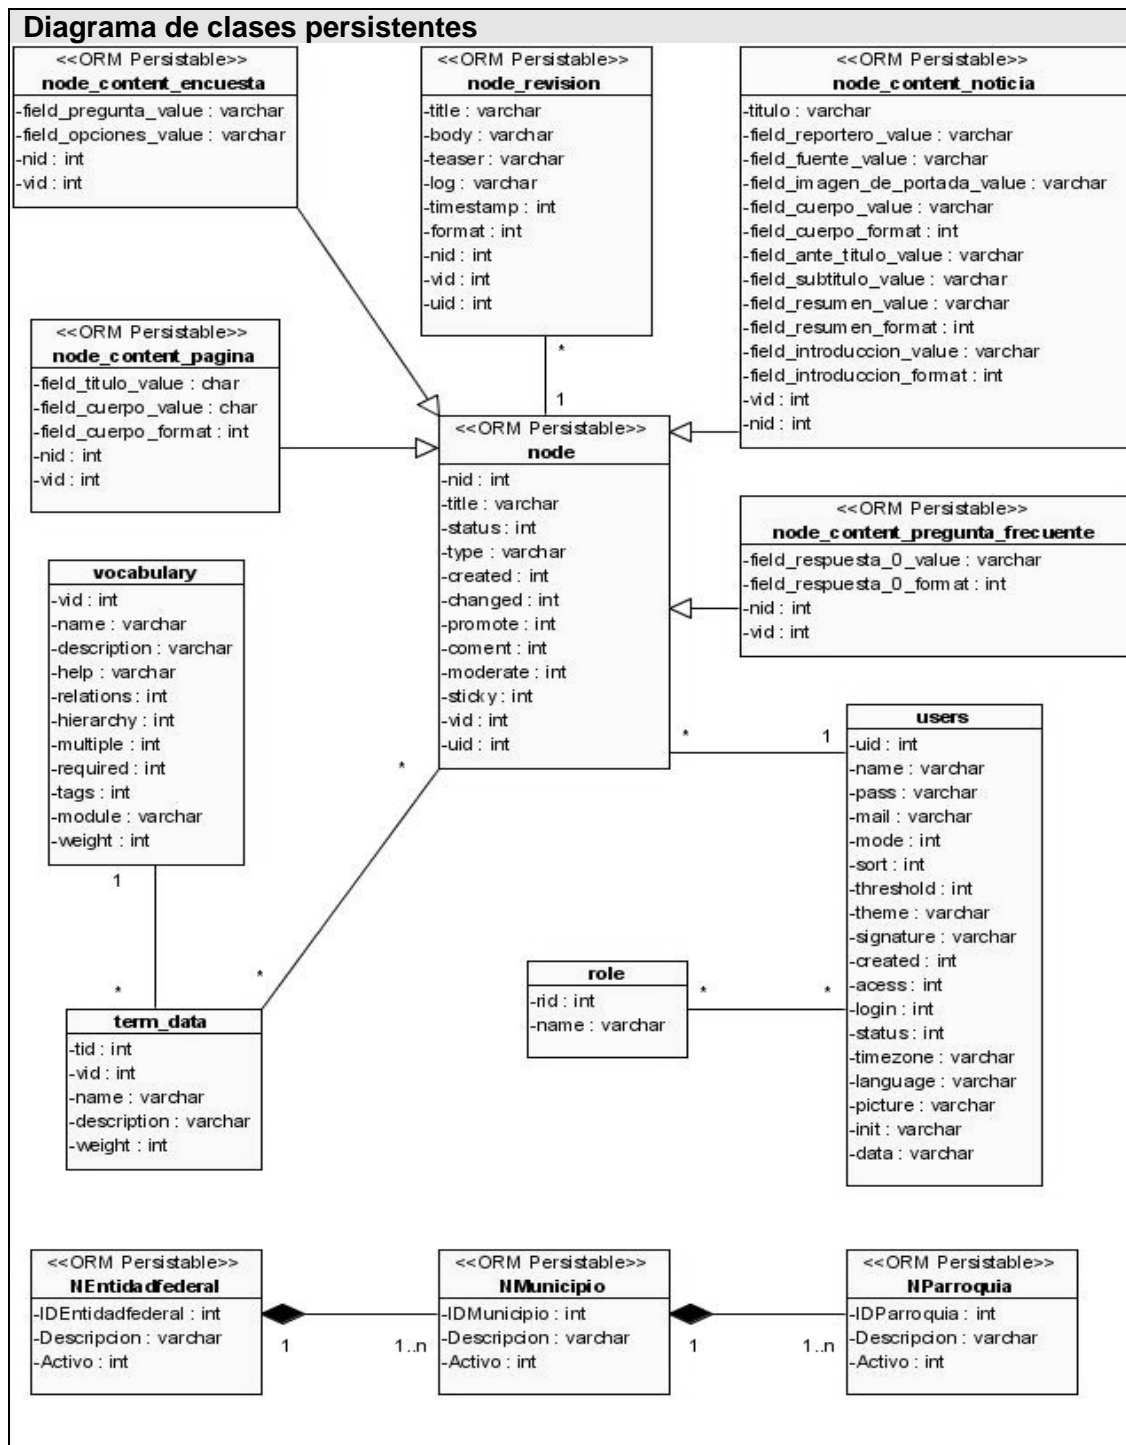 Diagrama de clases persistentes
<<ORM Persistable>>
node_content_encuesta
-field_pregunta_value : varchar
-field_opciones_value : varchar
-nid : int
-vid : int
<<ORM Persistable>>
node_revision
-title : varchar
-body : varchar
-teaser : varchar
-log : varchar
-timestamp : int
-format : int
-nid : int
-vid : int
-uid : int
<<ORM Persistable>>
node_content_noticia
-titulo : varchar
-field_reportero_value : varchar
-field_fuente_value : varchar
-field_imagen_de_portada_value : varchar
-field_cuerpo_value : varchar
-field_cuerpo_format : int
-field_ante_titulo_value : varchar
-field_subtitulo_value : varchar
-field_resumen_value : varchar
-field_resumen_format : int
-field_introduccion_value : varchar
-field_introduccion_format : int
-vid : int
-nid : int
<<ORM Persistable>>
node_content_pagina
-field_titulo_value : char
-field_cuerpo_value : char
-field_cuerpo_format : int
-nid : int
-vid : int
*
1
<<ORM Persistable>>
node
-nid : int
-title : varchar
-status : int
-type : varchar
-created : int
-changed : int
-promote : int
-coment : int
-moderate : int
-sticky : int
-vid : int
-uid : int
<<ORM Persistable>>
node_content_pregunta_frecuente
-field_respuesta_0_value : varchar
-field_respuesta_0_format : int
-nid : int
-vid : int
vocabulary
-vid : int
-name : varchar
-description : varchar
-help : varchar
-relations : int
-hierarchy : int
-multiple : int
-required : int
-tags : int
-module : varchar
-weight : int
*
1
users
-uid : int
-name : varchar
-pass : varchar
-mail : varchar
-mode : int
-sort : int
-threshold : int
-theme : varchar
-signature : varchar
-created : int
-acess : int
-login : int
-status : int
-timezone : varchar
-language : varchar
-picture : varchar
-init : varchar
-data : varchar
*
1
*
*
term_data
-tid : int
-vid : int
-name : varchar
-description : varchar
-weight : int
role
-rid : int
-name : varchar
*
*
<<ORM Persistable>>
NEntidadfederal
-IDEntidadfederal : int
-Descripcion : varchar
-Activo : int
1
1..n
<<ORM Persistable>>
NMunicipio
-IDMunicipio : int
-Descripcion : varchar
-Activo : int
1
1..n
<<ORM Persistable>>
NParroquia
-IDParroquia : int
-Descripcion : varchar
-Activo : int